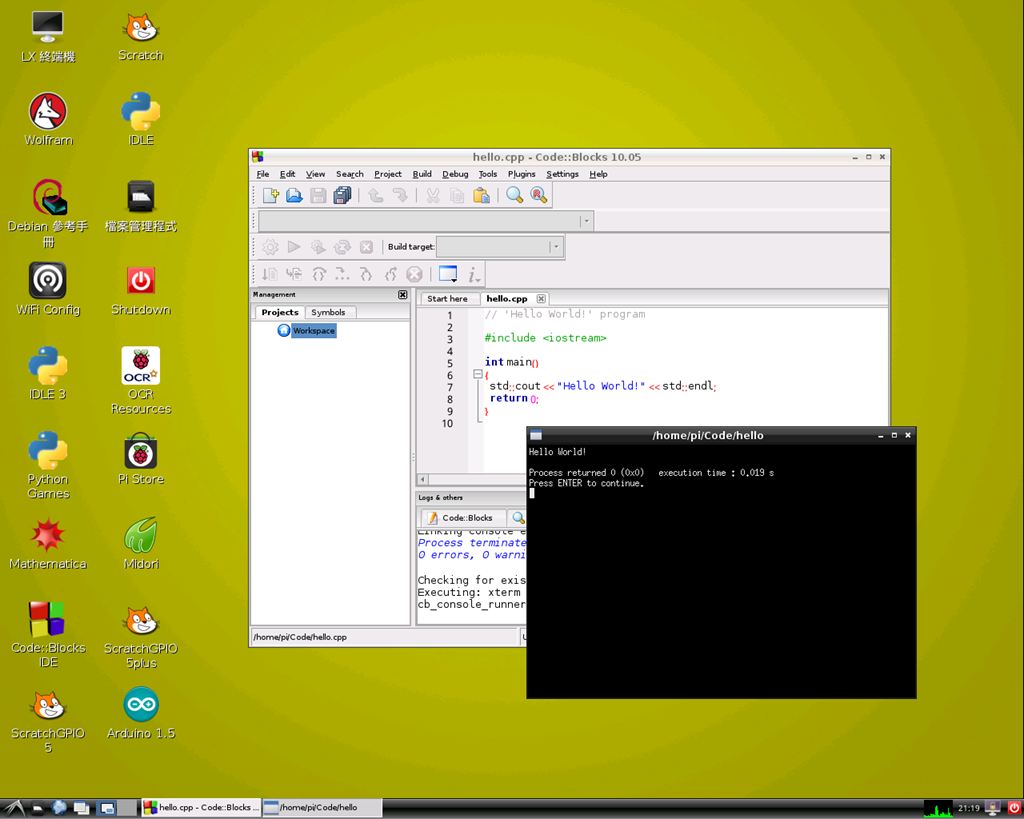 LX 終端機
Scratch
Wolfram
IDLE
Debian 參考手
冊
檔案管理程式
WiFi Config
Shutdown
IDLE 3
OCR
OCR
Resources
Python
Games
Pi Store
Mathematica
Midori
Code::Blocks
IDE
ScratchGPIO
5plus
ScratchGPIO
5
Arduino 1.5
hello.cpp - Code::Blocks 10.05
File Edit View Search Project Build Debug Tools Plugins Settings Help
Build target:
Management
Projects Symbols
Workspace
Start here hello.cpp
1 // 'Hello World!' program
2
3 #include <iostream>
4
5 int main()
6 {
7 std::cout << "Hello World!" << std::endl;
8 return 0;
9 }
10
Logs & others
Code::Blocks
Linking console e
Process terminate
0 errors, 0 warni
Checking for exis
Executing: xterm
cb_console_runner
/home/pi/Code/hello.cpp
/home/pi/Code/hello
Hello World!
Process returned 0 (0x0) execution time : 0.019 s
Press ENTER to continue.
hello.cpp - Code::Blocks ...
/home/pi/Code/hello
21:19